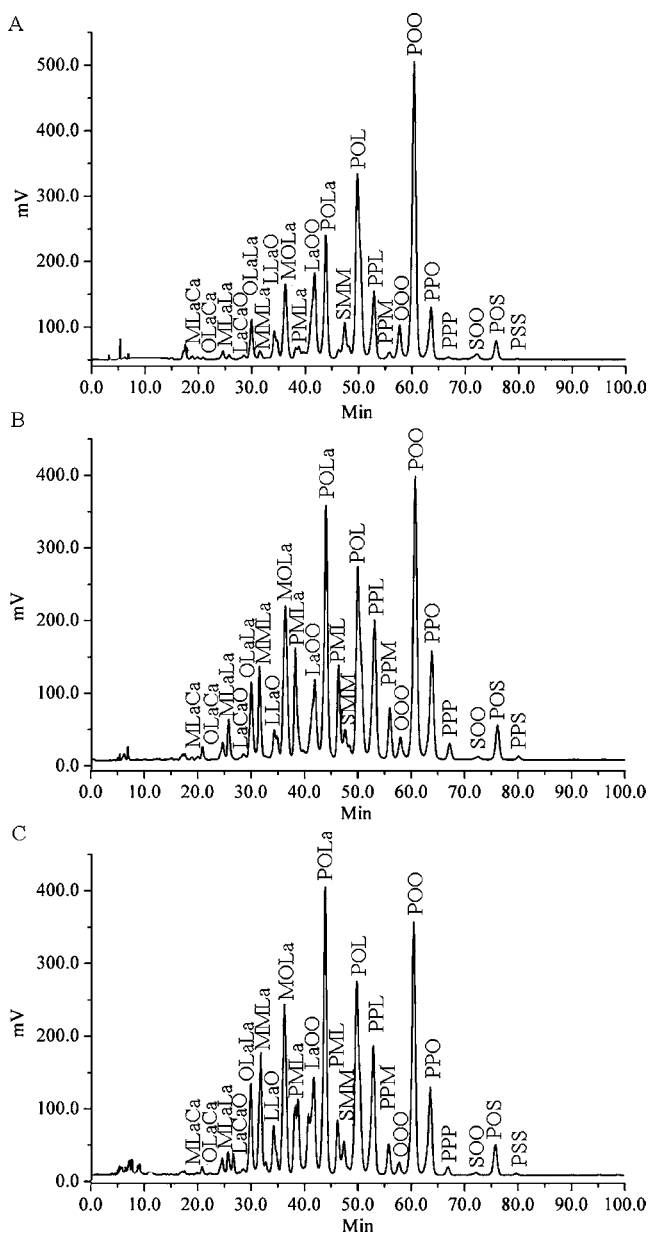 A
500.0
400.0
300.0
200.0
100.0
mV
MLaCa
OLaCa
MLaLa
LaCaO
OLaLa
MMLa
LLaO
MOLa
PMLa
LaOO
POLa
SMM
POL
PPL
PPM
OOO
POO
PPO
PPP
SOO
POS
PSS
0.0 10.0 20.0 30.0 40.0 50.0 60.0 70.0 80.0 90.0 100.0
Min
B
400.0
300.0
200.0
100.0
0.0
mV
MLaCa
OLaCa
MLaLa
LaCaO
OLaLa
MMLa
LLaO
MOLa
PMLa
LaOO
POLa
PML
SMM
POL
PPL
PPM
OOO
POO
PPO
PPP
SOO
POS
PPS
0.0 10.0 20.0 30.0 40.0 50.0 60.0 70.0 80.0 90.0 100.0
Min
C
400.0
300.0
200.0
100.0
0.0
mV
MLaCa
OLaCa
MLaLa
LaCaO
OLaLa
MMLa
LLaO
MOLa
PMLa
LaOO
POLa
PML
SMM
POL
PPL
PPM
OOO
POO
PPO
PPP
SOO
POS
PSS
0.0 10.0 20.0 30.0 40.0 50.0 60.0 70.0 80.0 90.0 100.0
Min